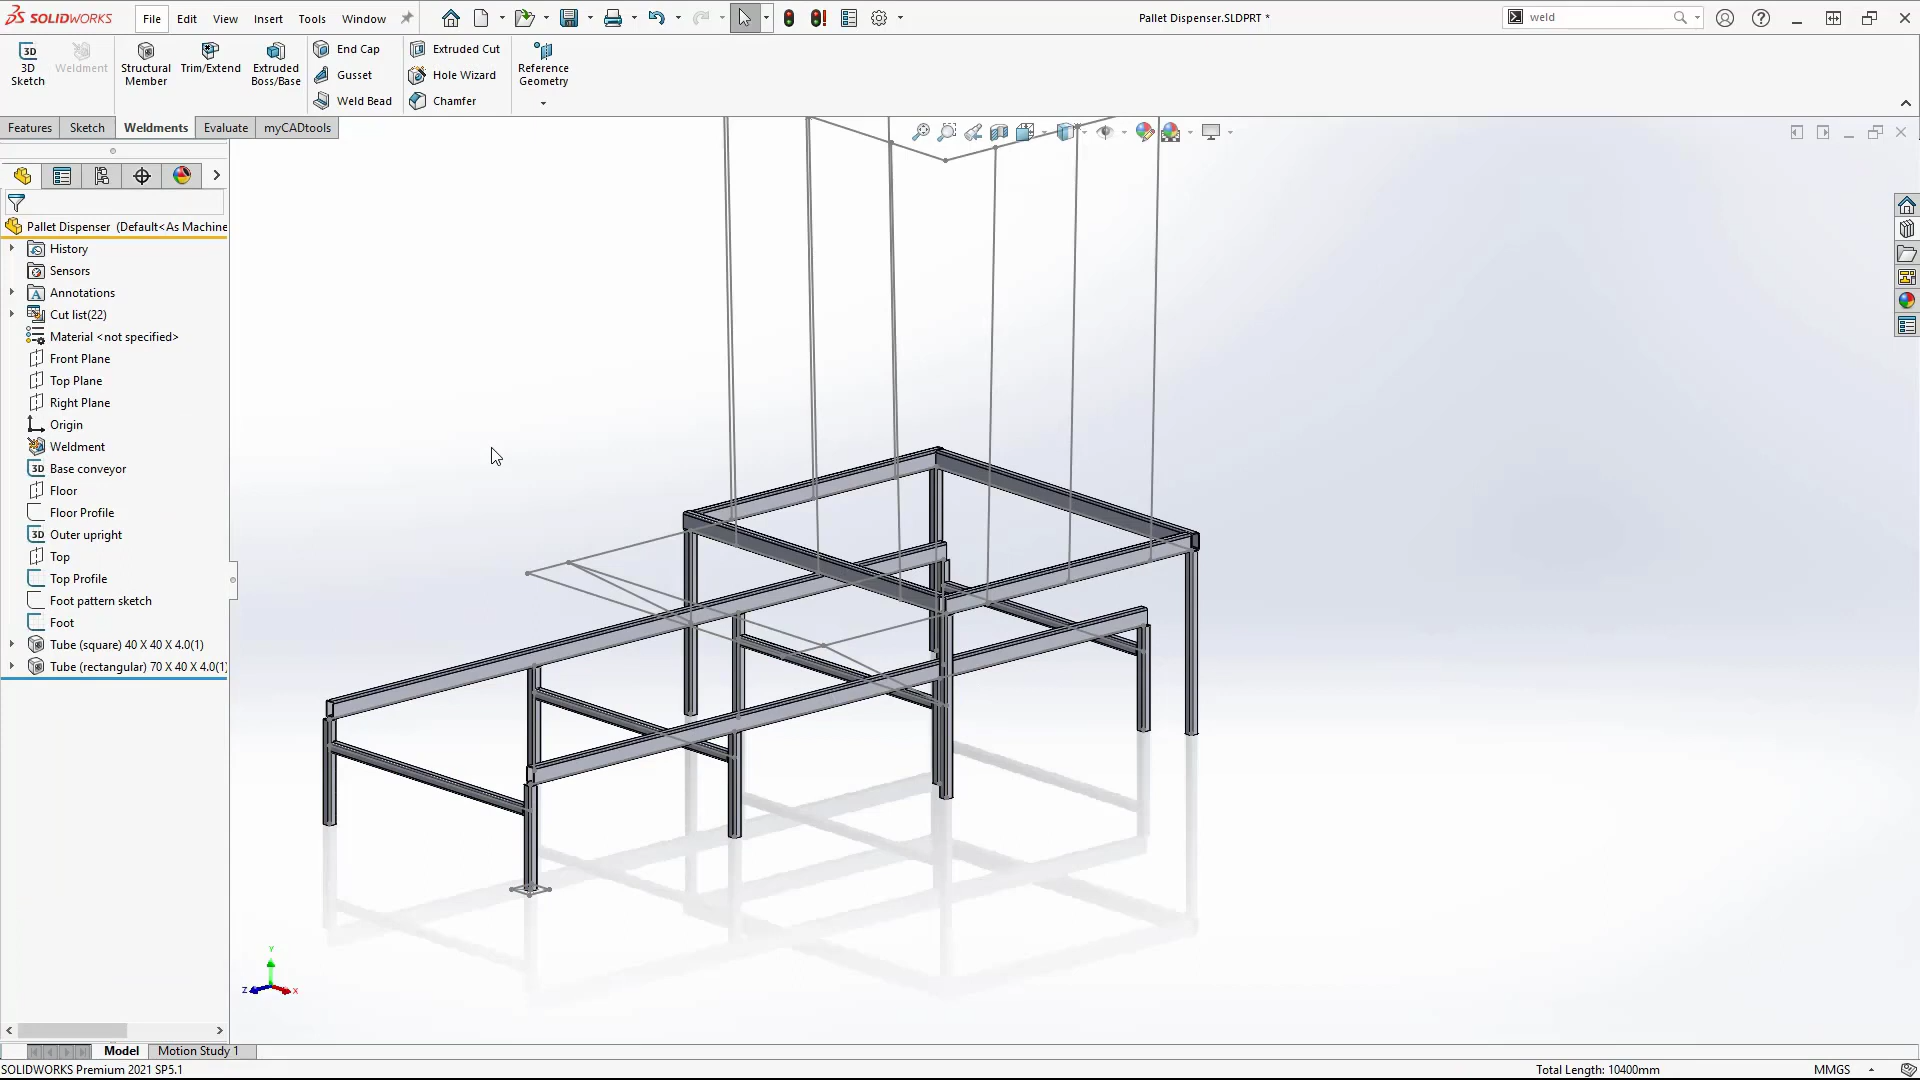 SOLIDWORKS
File Edit View Insert Tools Window
Pallet Dispenser.SLDPRT *
weld
3D
3D Sketch
Weldment
Structural Member
Trim/Extend
Extruded Boss/Base
End Cap
Gusset
Weld Bead
Extruded Cut
Hole Wizard
Chamfer
Reference Geometry
Features Sketch Weldments Evaluate myCADtools
Pallet Dispenser (Default<As Machine
History
Sensors
A Annotations
Cut list(22)
Material <not specified>
Front Plane
Top Plane
Right Plane
Origin
Weldment
3D Base conveyor
Floor
Floor Profile
3D Outer upright
Top
Top Profile
Foot pattern sketch
Foot
Tube (square) 40 X 40 X 4.0(1)
Tube (rectangular) 70 X 40 X 4.0(1)
Y
Z X
Model Motion Study 1
SOLIDWORKS Premium 2021 SP5.1
Total Length: 10400mm
MMGS